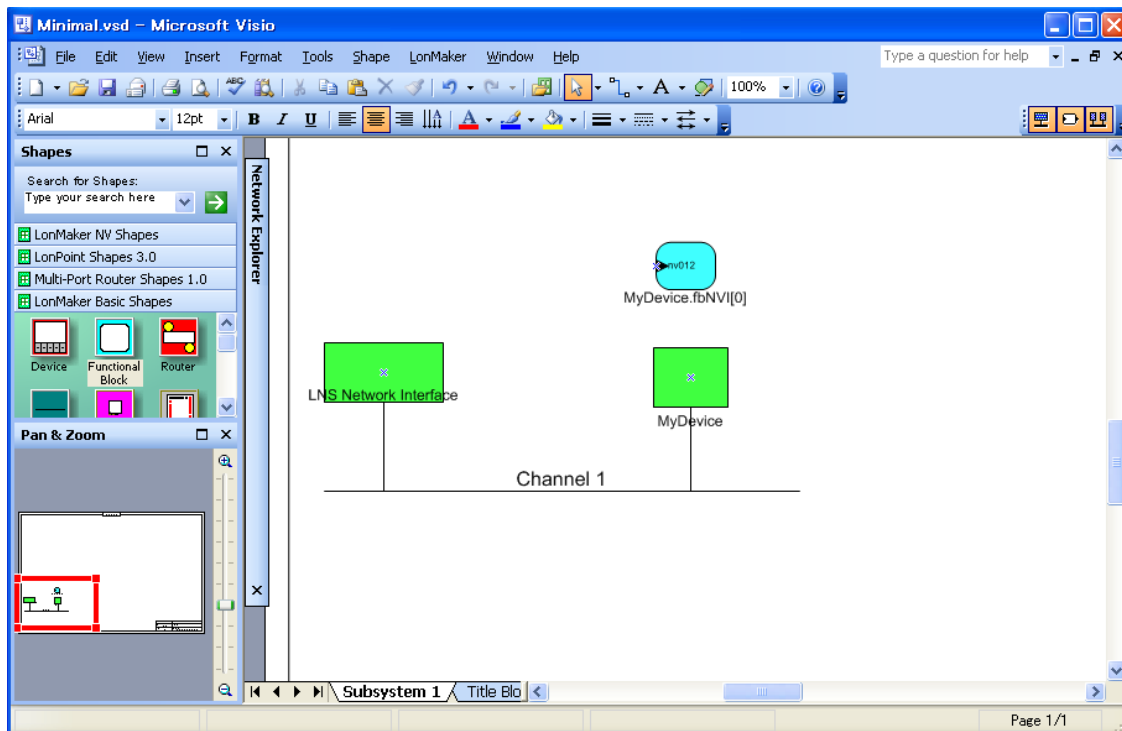 Minimal.vsd - Microsoft Visio
File Edit View Insert Format Tools Shape LonMaker Window Help
Type a question for help
ABC
A
100%
Arial
12pt
B I U
A
Shapes
Search for Shapes:
Type your search here
LonMaker NV Shapes
LonPoint Shapes 3.0
Multi-Port Router Shapes 1.0
LonMaker Basic Shapes
Device
Functional
Block
Router
Pan & Zoom
Network Explorer
nv012
MyDevice.fbNVI[0]
LNS Network Interface
MyDevice
Channel 1
Subsystem 1
Title Blo
Page 1/1